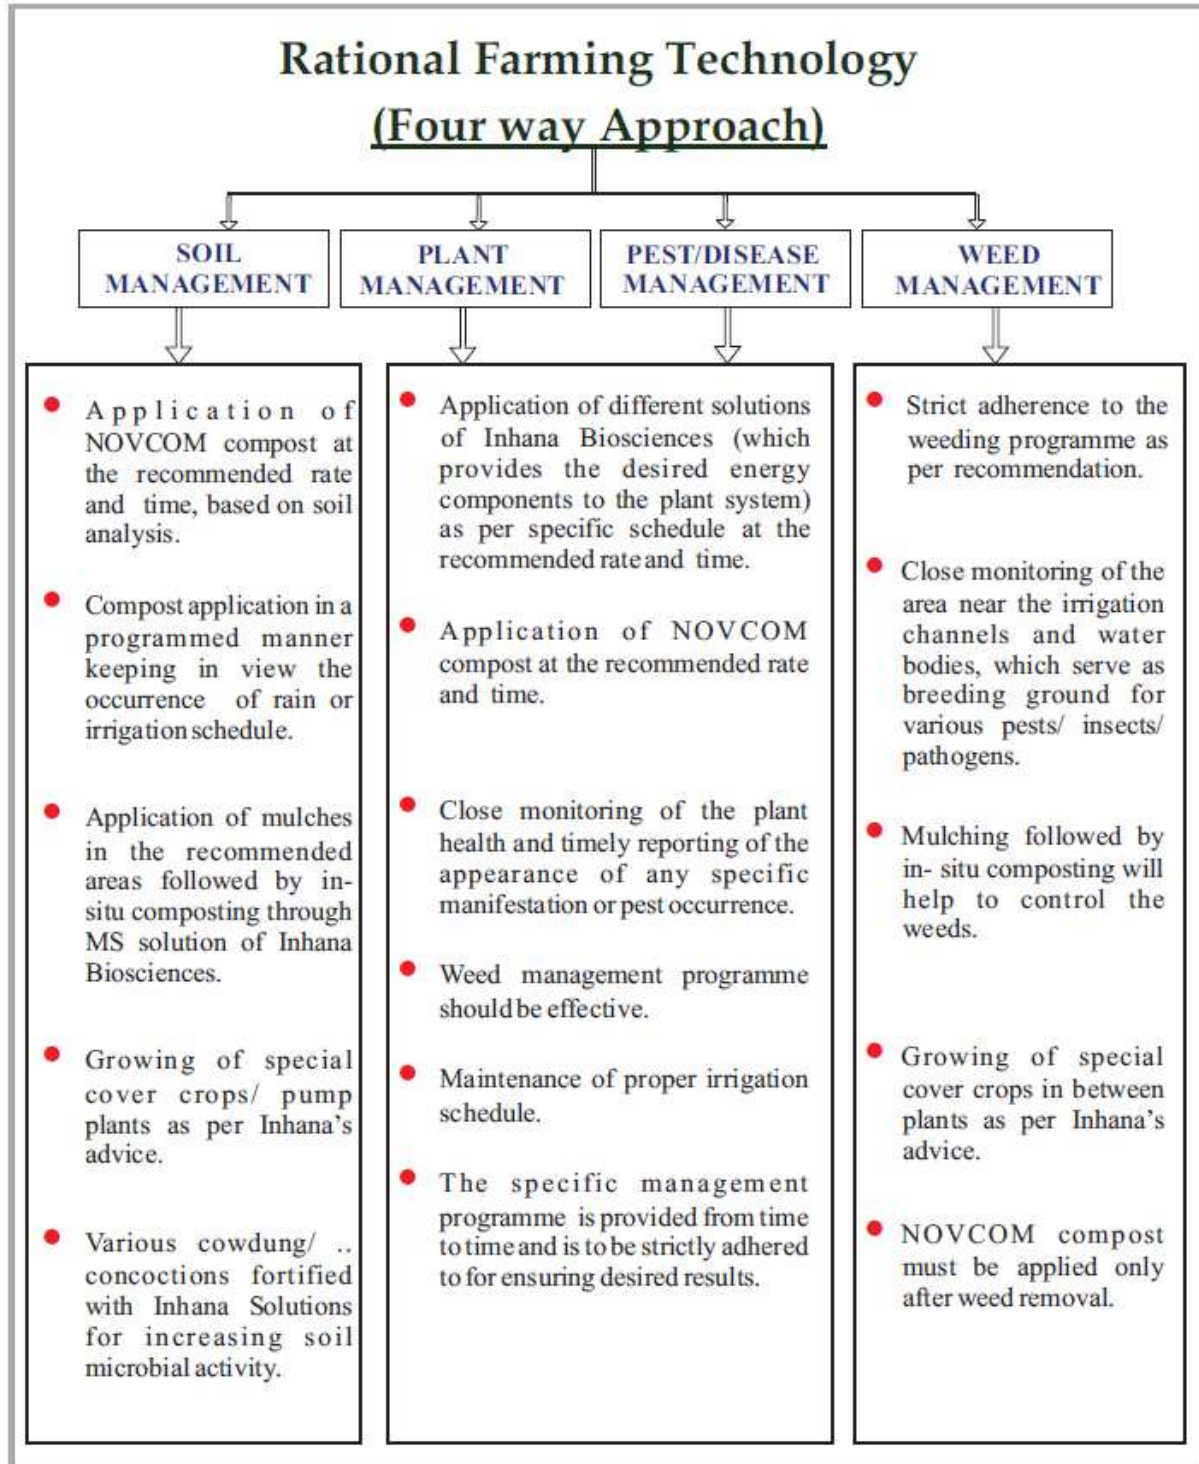 Rational Farming Technology
(Four way Approach)
SOIL
MANAGEMENT
PLANT
MANAGEMENT
PEST/DISEASE
MANAGEMENT
WEED
MANAGEMENT
Application of
NOVCOM compost at
the recommended rate
and time, based on soil
analysis.
Compost application in a
programmed manner
keeping in view the
occurrence of rain or
irrigation schedule.
Application of mulches
in the recommended
areas followed by in-
situ composting through
MS solution of Inhana
Biosciences.
Growing of special
cover crops/ pump
plants as per Inhana's
advice.
Various cowdung/ ..
concoctions fortified
with Inhana Solutions
for increasing soil
microbial activity.
Application of different solutions
of Inhana Biosciences (which
provides the desired energy
components to the plant system)
as per specific schedule at the
recommended rate and time.
Application of NOVCOM
compost at the recommended rate
and time.
Close monitoring of the plant
health and timely reporting of the
appearance of any specific
manifestation or pest occurrence.
Weed management programme
should be effective.
Maintenance of proper irrigation
schedule.
The specific management
programme is provided from time
to time and is to be strictly adhered
to for ensuring desired results.
Strict adherence to the
weeding programme as
per recommendation.
Close monitoring of the
area near the irrigation
channels and water
bodies, which serve as
breeding ground for
various pests/ insects/
pathogens.
Mulching followed by
in- situ composting will
help to control the
weeds.
Growing of special
cover crops in between
plants as per Inhana's
advice.
NOVCOM compost
must be applied only
after weed removal.